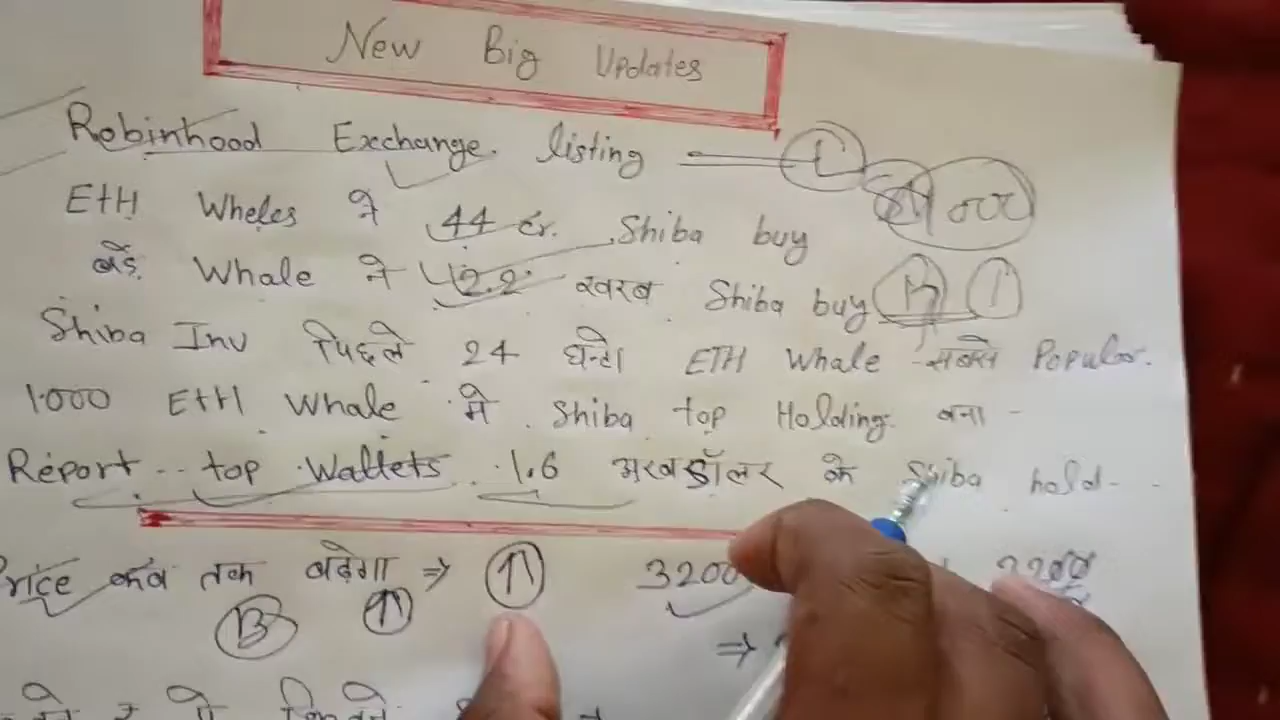 New Big Updates
Robinhood Exchange. listing
ETH Wheles ने 44 cr. Shiba buy
बड़े Whale ने 42.2 खरब Shiba buy
Shiba Inu पिछले 24 घन्टे ETH Whale सबसे Popular.
1000 ETH Whale मे Shiba top Holding. बना -
Report .. top Wallets .. 1.6 अरब डॉलर के Shiba hold - -
Price कब तक बढ़ेगा ⇒ ↑ 3200
B ↑ ⇒